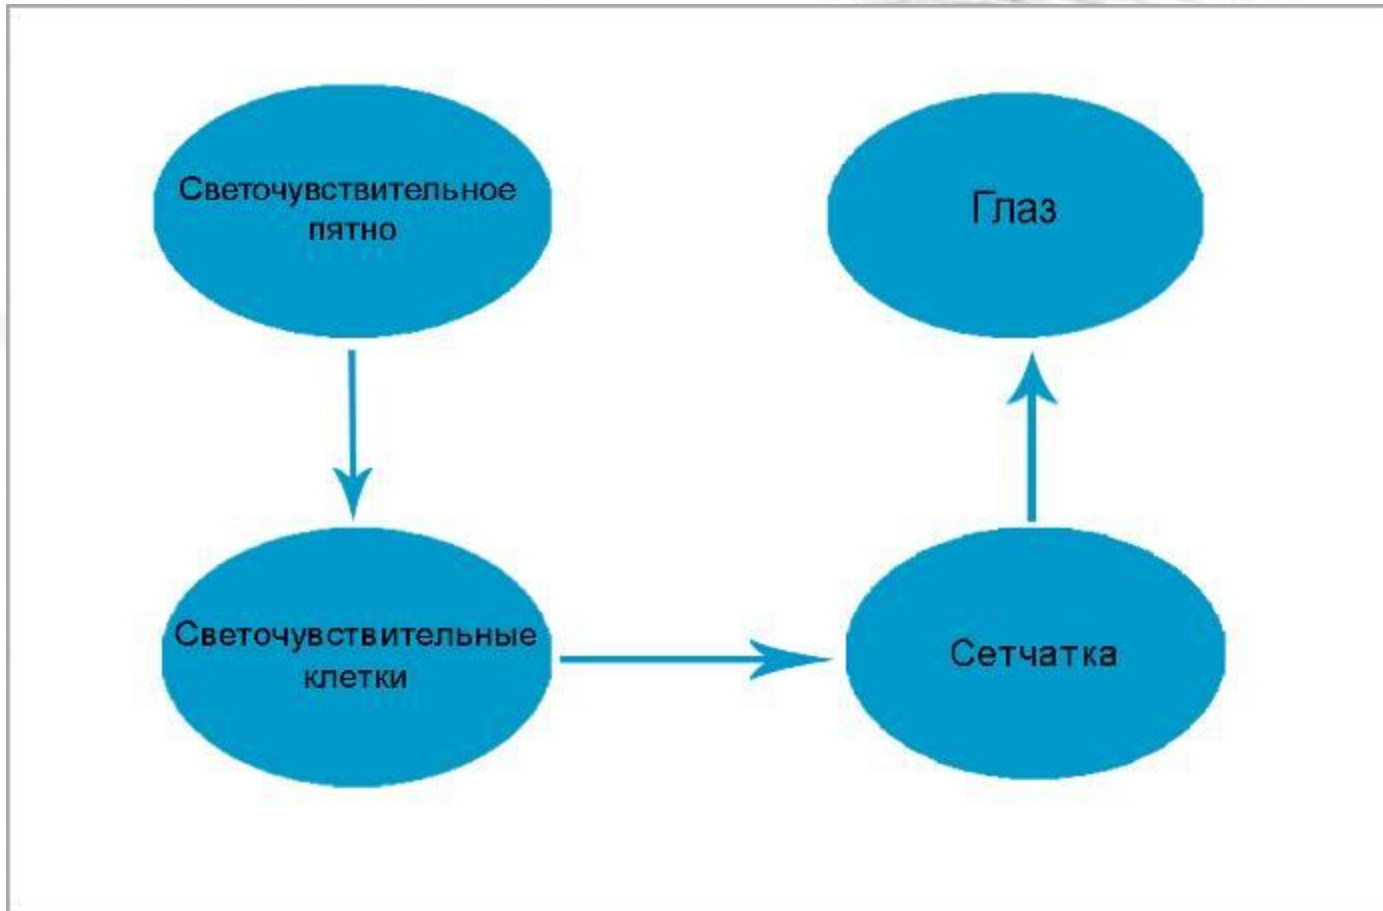 Светочувствительное
пятно
Глаз
Светочувствительные
клетки
Сетчатка